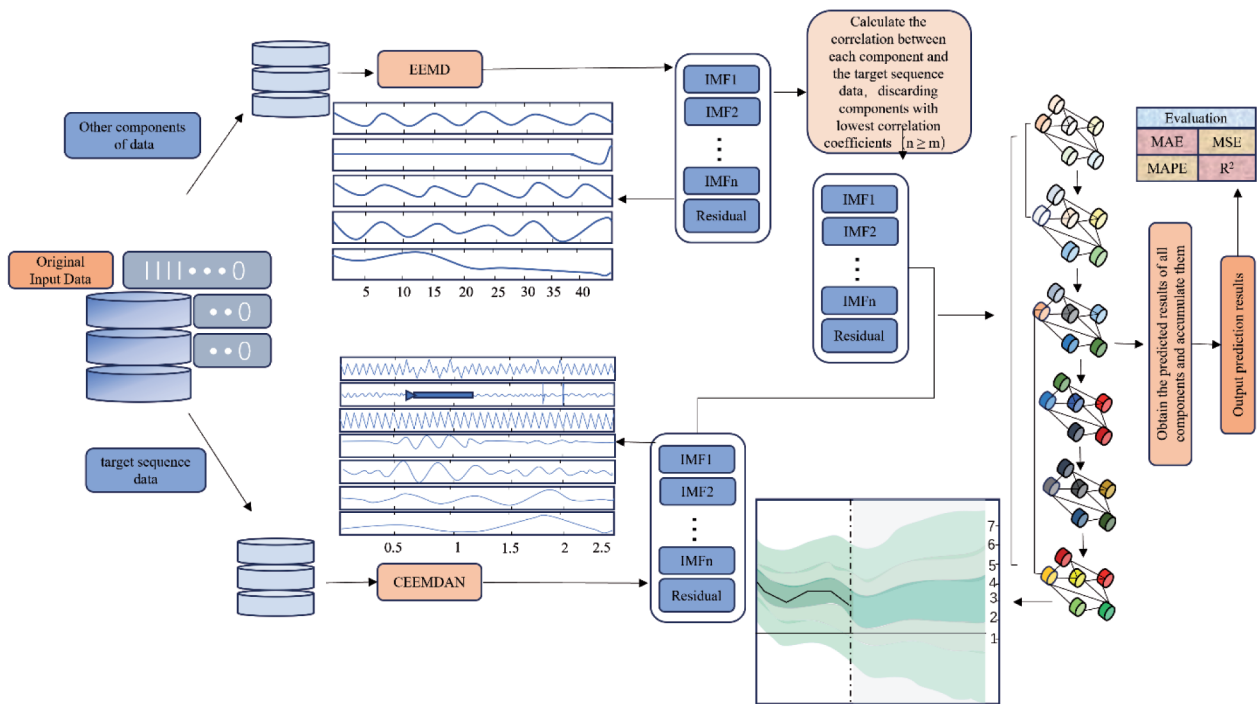 EEMD
Other components
of data
5 10 15 20 25 30 35 40
IMF1
IMF2
IMFn
Residual
Calculate the
correlation between
each component and
the target sequence
data, discarding
components with
lowest correlation
coefficients (n ≥ m)
IMF1
IMF2
IMFn
Residual
Original
Input Data
target sequence
data
0.5 1 1.5 2 2.5
CEEMDAN
IMF1
IMF2
IMFn
Residual
7
6
5
4
3
2
1
Evaluation
MAE MSE
MAPE R²
Obtain the predicted results of all
components and accumulate them
Output prediction results